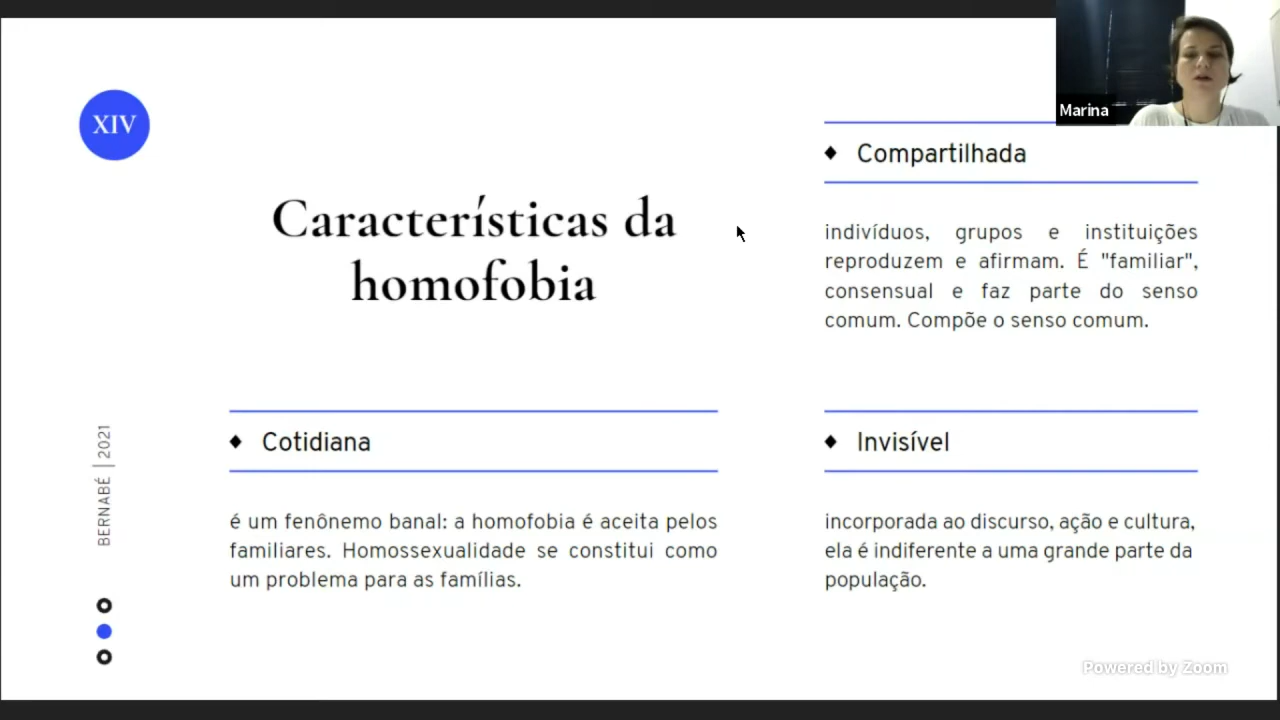 XIV
Características da
homofobia
Marina
Compartilhada
indivíduos, grupos e instituições
reproduzem e afirmam. É "familiar",
consensual e faz parte do senso
comum. Compõe o senso comum.
Cotidiana
é um fenônemo banal: a homofobia é aceita pelos
familiares. Homossexualidade se constitui como
um problema para as famílias.
Invisível
incorporada ao discurso, ação e cultura,
ela é indiferente a uma grande parte da
população.
BERNABÉ | 2021
Powered by Zoom